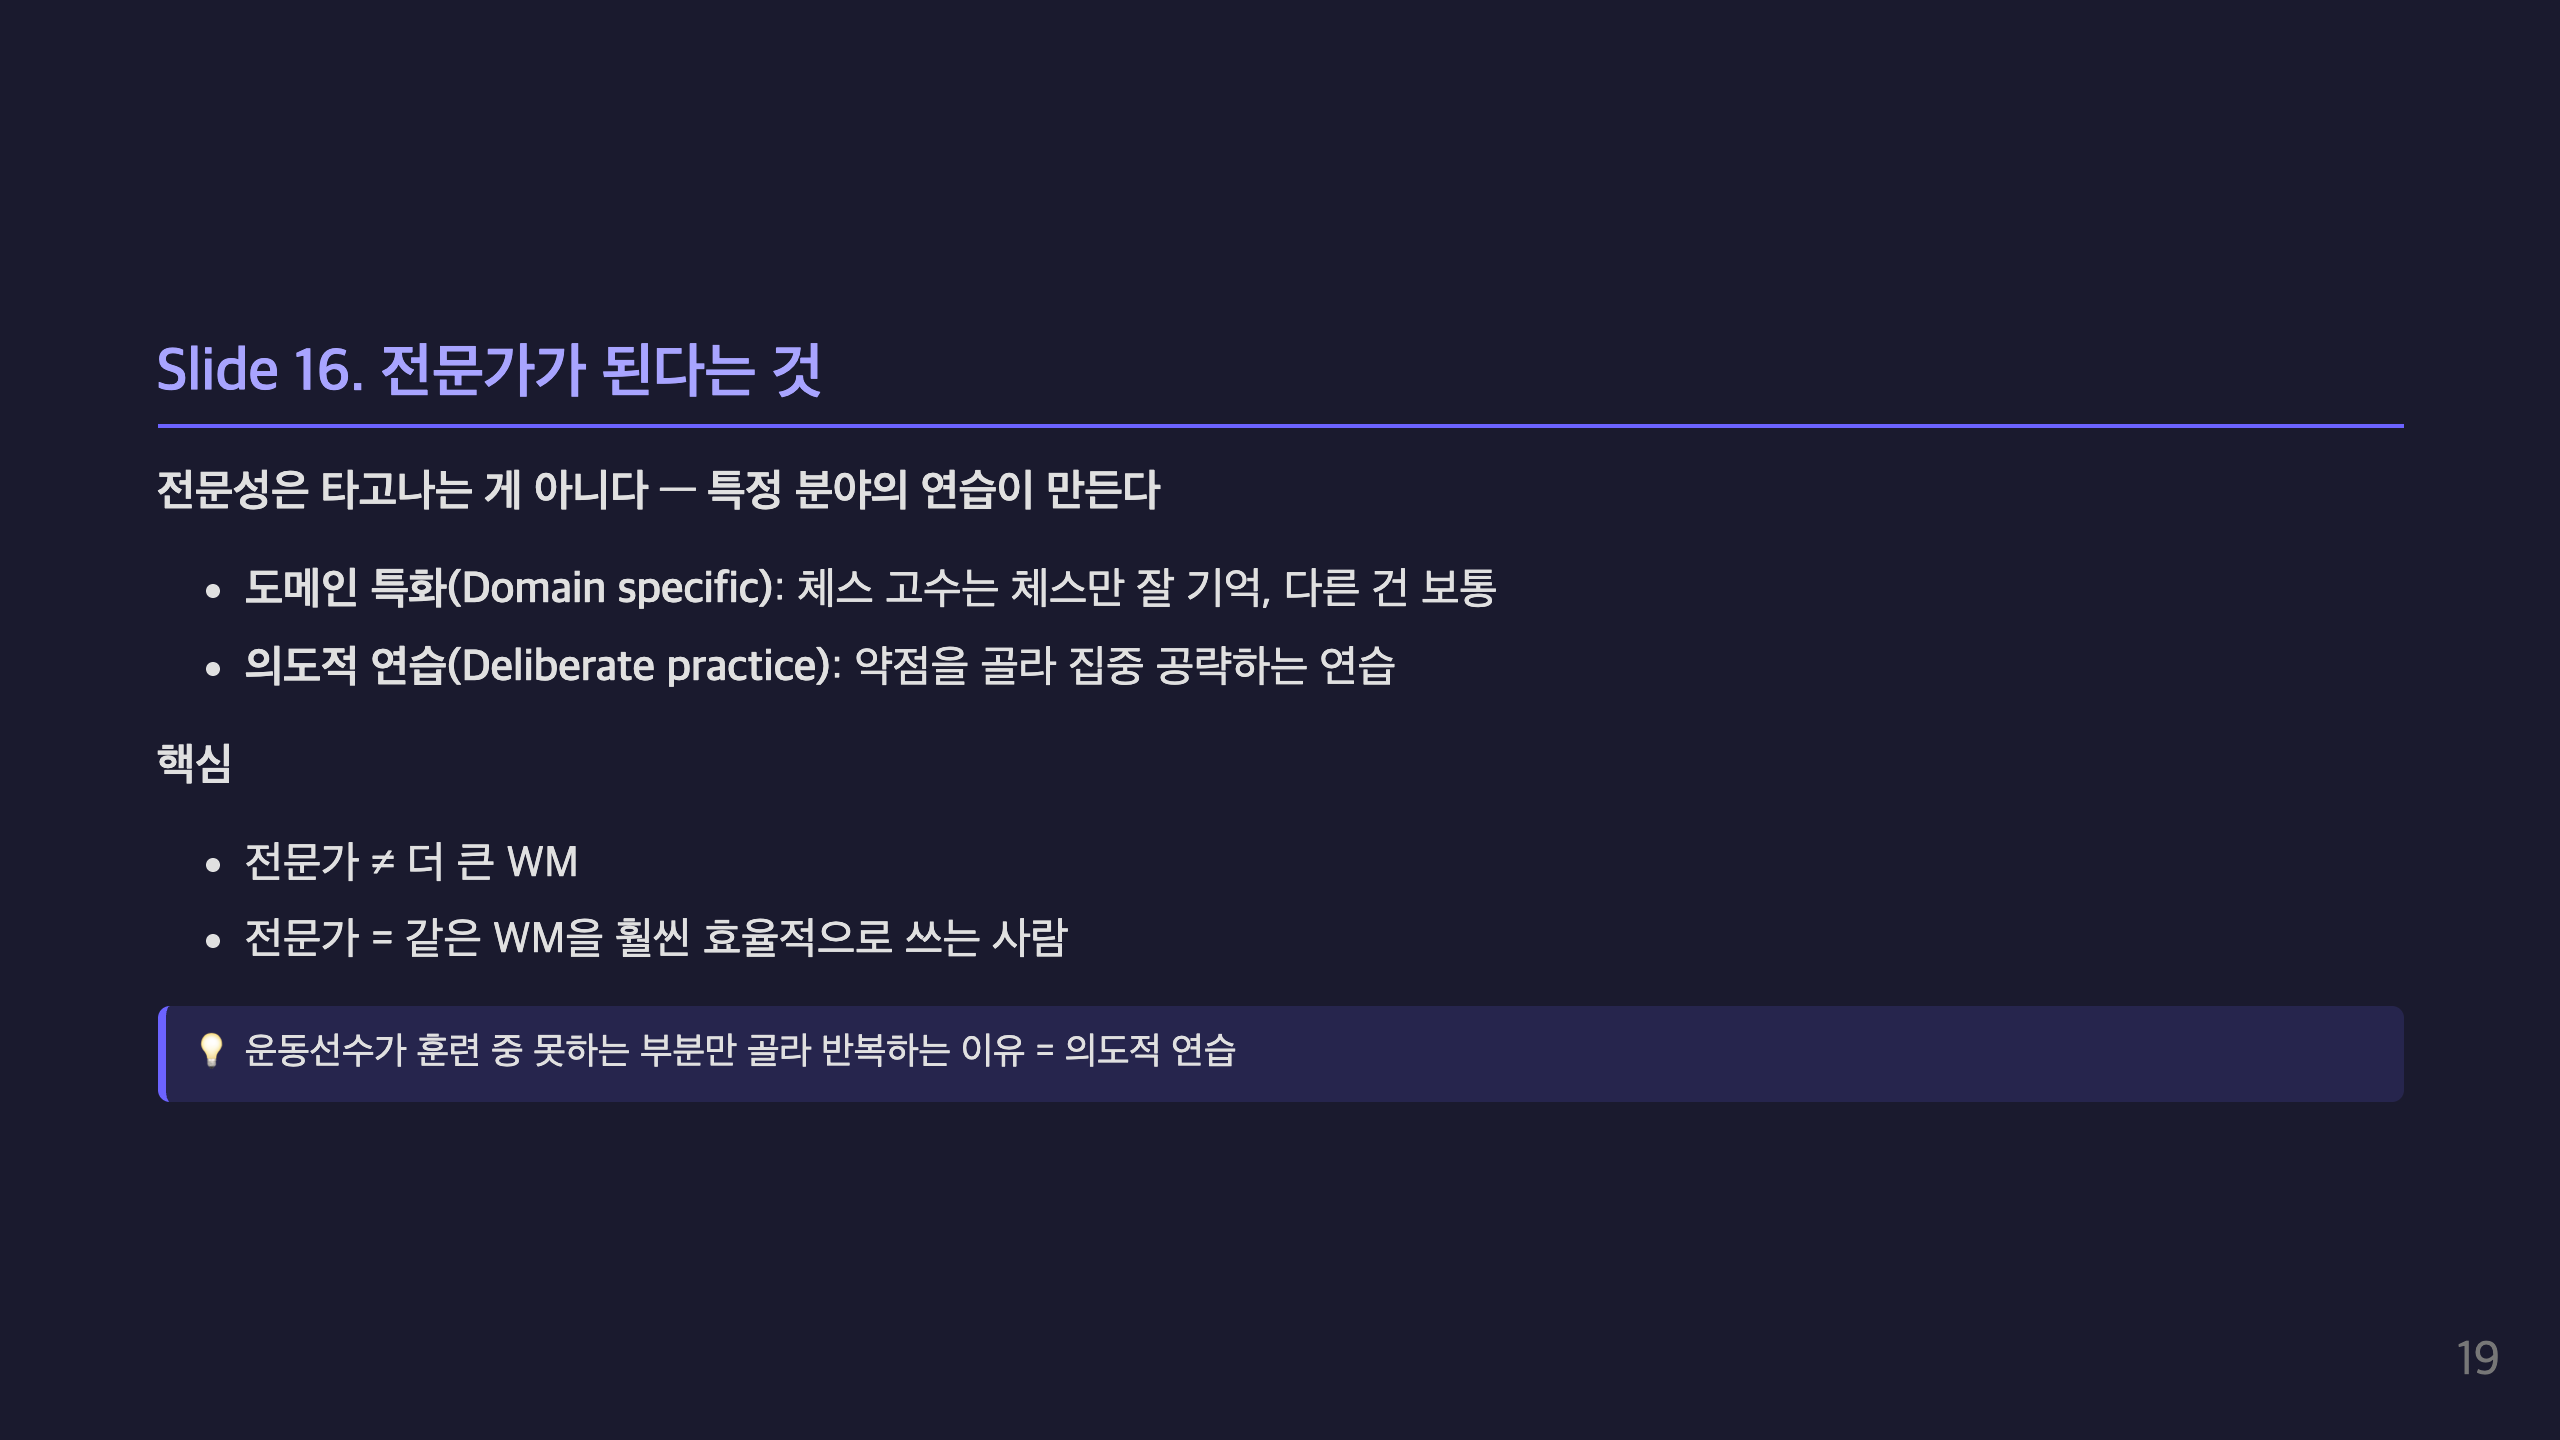 Slide 16. 전문가가 된다는 것
전문성은 타고나는 게 아니다 — 특정 분야의 연습이 만든다
• 도메인 특화(Domain specific): 체스 고수는 체스만 잘 기억, 다른 건 보통
• 의도적 연습(Deliberate practice): 약점을 골라 집중 공략하는 연습
핵심
• 전문가 ≠ 더 큰 WM
• 전문가 = 같은 WM을 훨씬 효율적으로 쓰는 사람
💡 운동선수가 훈련 중 못하는 부분만 골라 반복하는 이유 = 의도적 연습
19